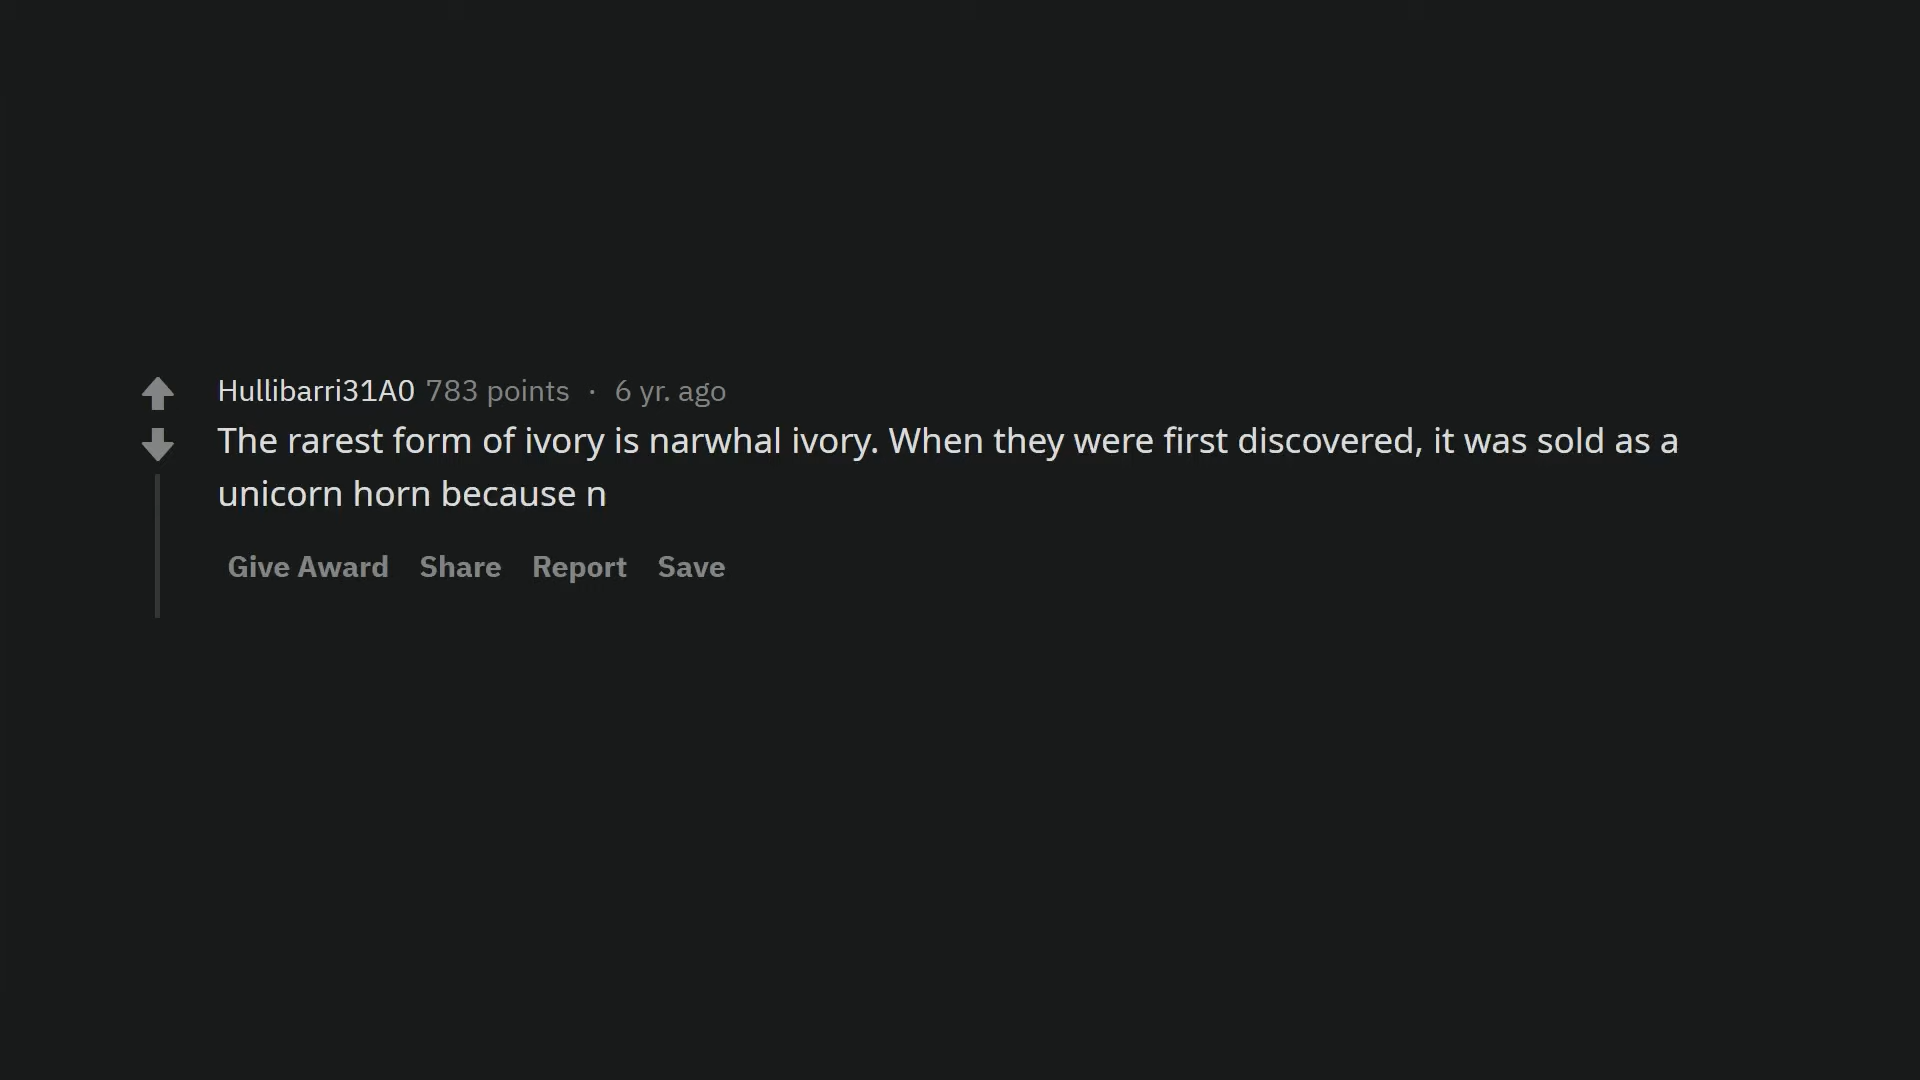 Hullibarri31A0 783 points · 6 yr. ago
The rarest form of ivory is narwhal ivory. When they were first discovered, it was sold as a
unicorn horn because n
Give Award Share Report Save